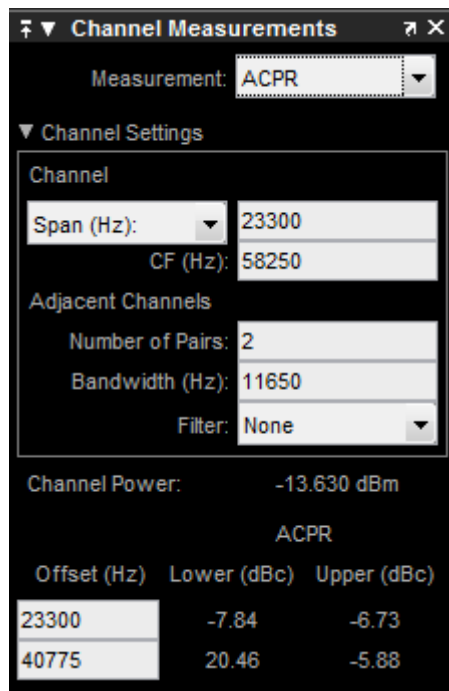 Channel Measurements
Measurement: ACPR
Channel Settings
Channel
Span (Hz): 23300
CF (Hz): 58250
Adjacent Channels
Number of Pairs: 2
Bandwidth (Hz): 11650
Filter: None
Channel Power: -13.630 dBm
ACPR
Offset (Hz) Lower (dBc) Upper (dBc)
23300 -7.84 -6.73
40775 20.46 -5.88